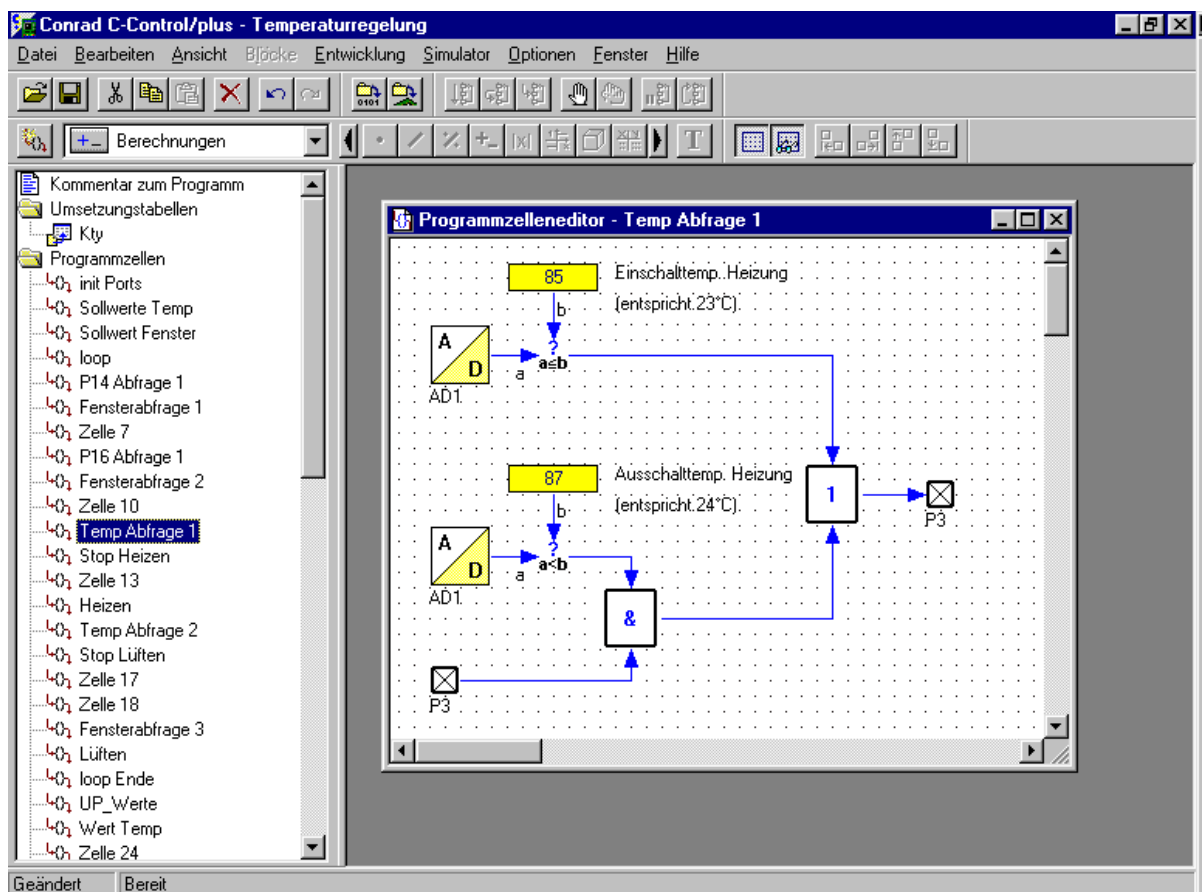 Conrad C-Control/plus - Temperaturregelung
Datei Bearbeiten Ansicht Blöcke Entwicklung Simulator Optionen Fenster Hilfe
0101
+- Berechnungen
+- |x| T
Kommentar zum Programm
Umsetzungstabellen
Kty
Programmzellen
init Ports
Sollwerte Temp
Sollwert Fenster
loop
P14 Abfrage 1
Fensterabfrage 1
Zelle 7
P16 Abfrage 1
Fensterabfrage 2
Zelle 10
Temp Abfrage 1
Stop Heizen
Zelle 13
Heizen
Temp Abfrage 2
Stop Lüften
Zelle 17
Zelle 18
Fensterabfrage 3
Lüften
loop Ende
UP_Werte
Wert Temp
Zelle 24
Programmzelleneditor - Temp Abfrage 1
85 Einschalttemp. Heizung
b (entspricht 23°C)
A D a ? a≤b
AD1
87 Ausschalttemp. Heizung
b (entspricht 24°C)
1
P3
A D a ? a<b
AD1
&
P3
Geändert Bereit